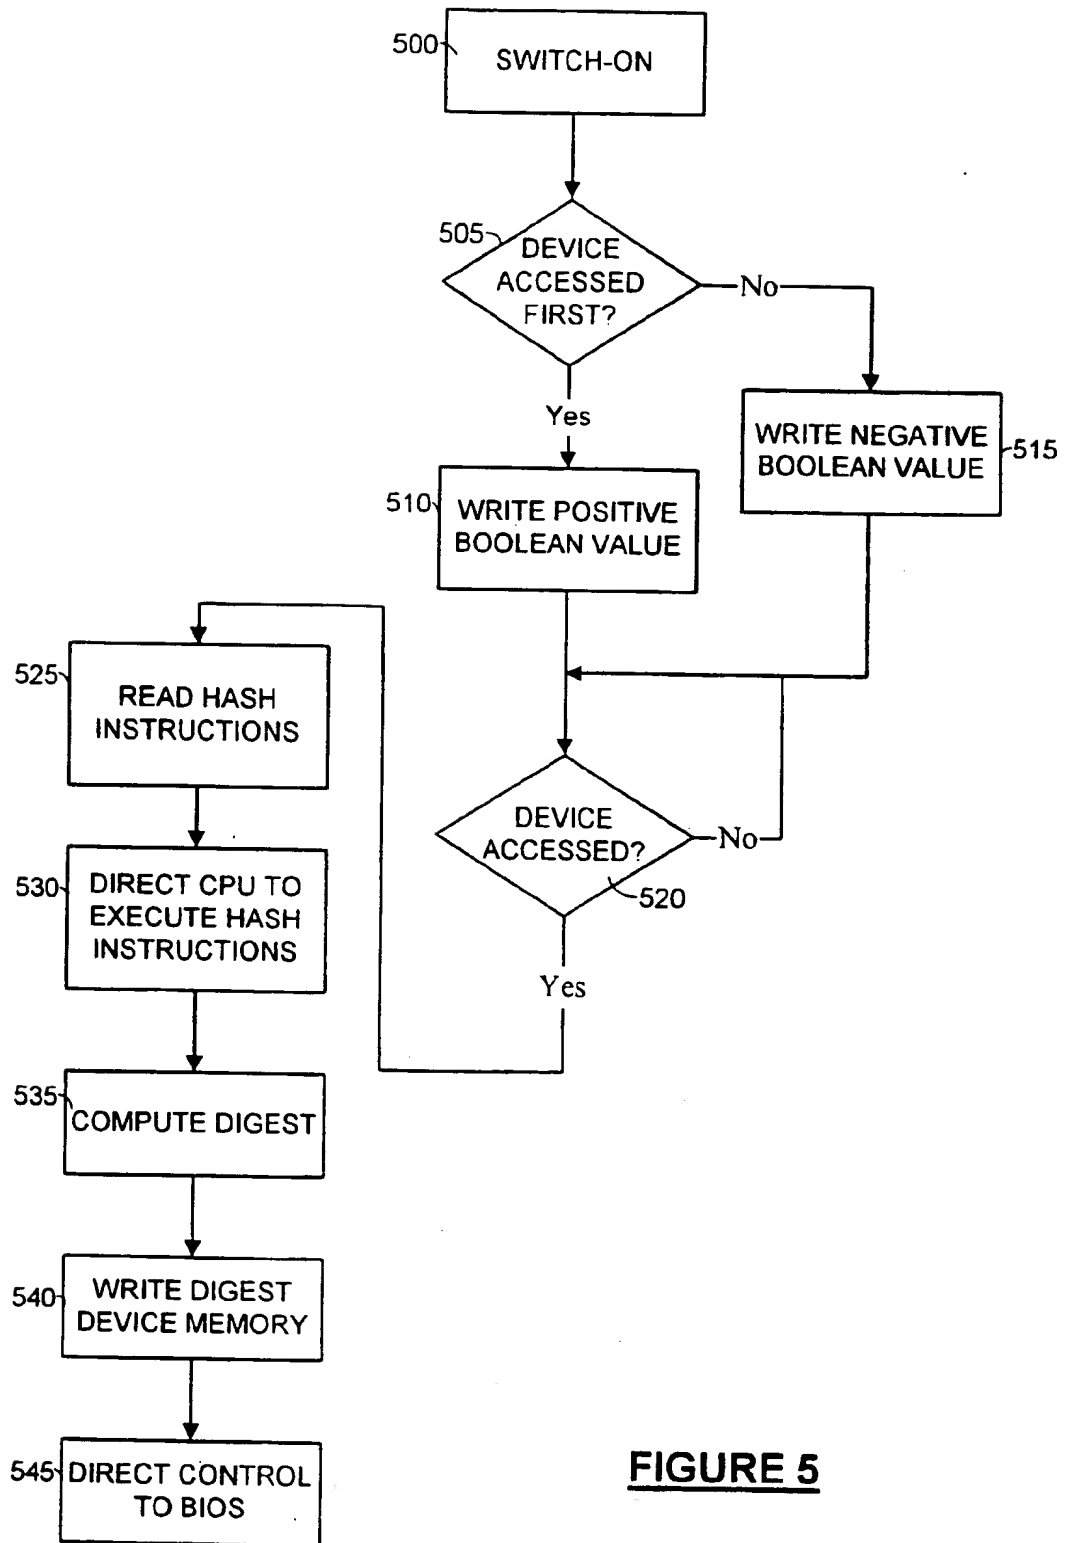 500
SWITCH-ON
505
DEVICE
ACCESSED
FIRST?
No
Yes
WRITE NEGATIVE
BOOLEAN VALUE
515
510
WRITE POSITIVE
BOOLEAN VALUE
525
READ HASH
INSTRUCTIONS
DEVICE
ACCESSED?
No
520
530
DIRECT CPU TO
EXECUTE HASH
INSTRUCTIONS
Yes
535
COMPUTE DIGEST
540
WRITE DIGEST
DEVICE MEMORY
545
DIRECT CONTROL
TO BIOS
FIGURE 5